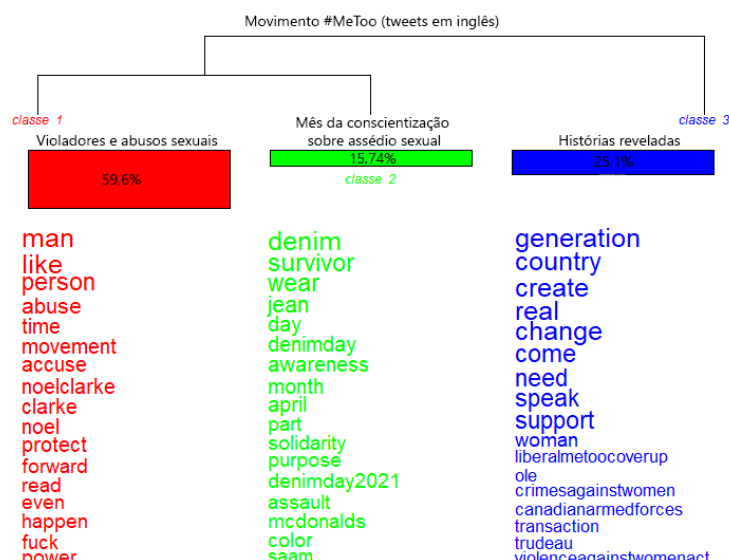 Movimento #MeToo (tweets em inglês)
classe 1
Violadores e abusos sexuais
59,6%
man
like
person
abuse
time
movement
accuse
noelclarke
clarke
noel
protect
forward
read
even
happen
fuck
power
Mês da conscientização
sobre assédio sexual
15,74%
classe 2
denim
survivor
wear
jean
day
denimday
awareness
month
april
part
solidarity
purpose
denimday2021
assault
mcdonalds
color
saam
classe 3
Histórias reveladas
25,1%
generation
country
create
real
change
come
need
speak
support
woman
liberalmetoocoverup
ole
crimesagainstwomen
canadianarmedforces
transaction
trudeau
violenceagainstwomenact